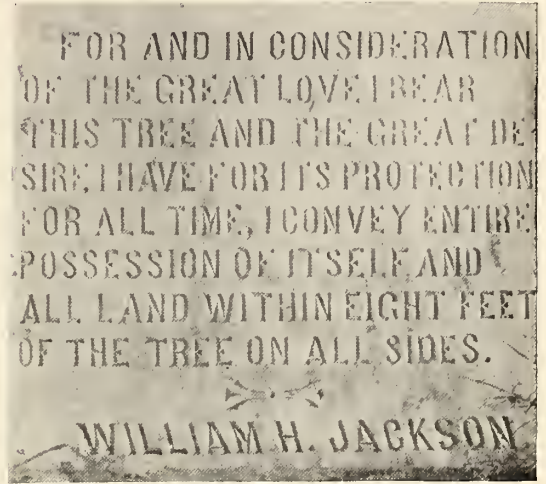 FOR AND IN CONSIDERATION
OF THE GREAT LOVE I BEAR
THIS TREE AND THE GREAT DE
SIRE I HAVE FOR ITS PROTECTION
FOR ALL TIME, I CONVEY ENTIRE
POSSESSION OF ITSELF AND
ALL LAND WITHIN EIGHT FEET
OF THE TREE ON ALL SIDES.
WILLIAM H. JACKSON